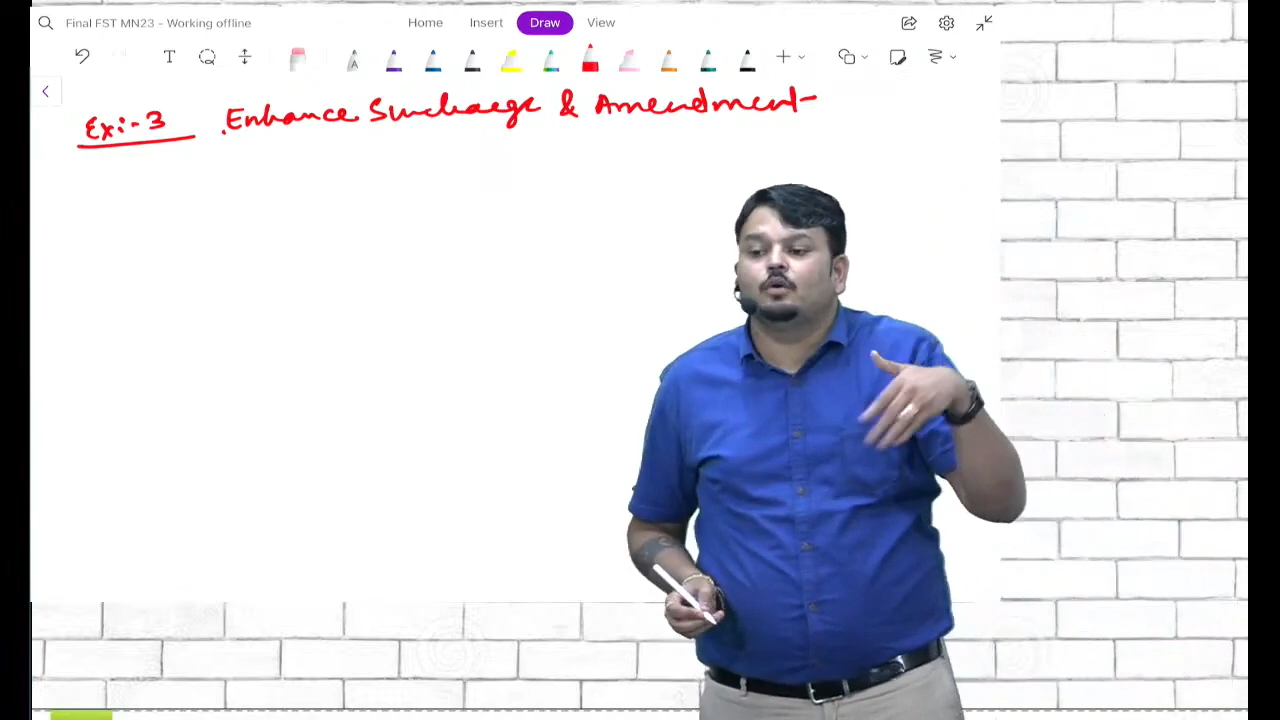 Final FST MN23 - Working offline
Home Insert Draw View
T
A
Ex:- 3 Enhance Surcharge & Amendment